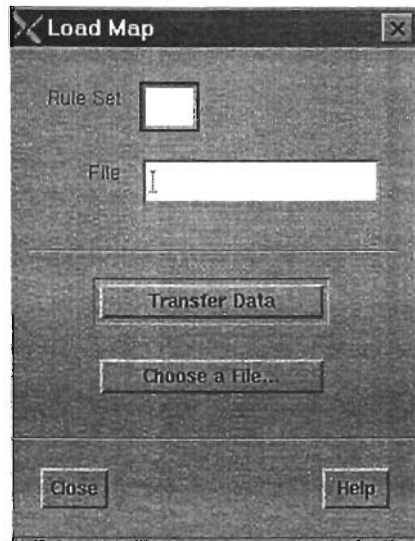 Load Map
Rule Set
File
Transfer Data
Choose a File...
Close Help